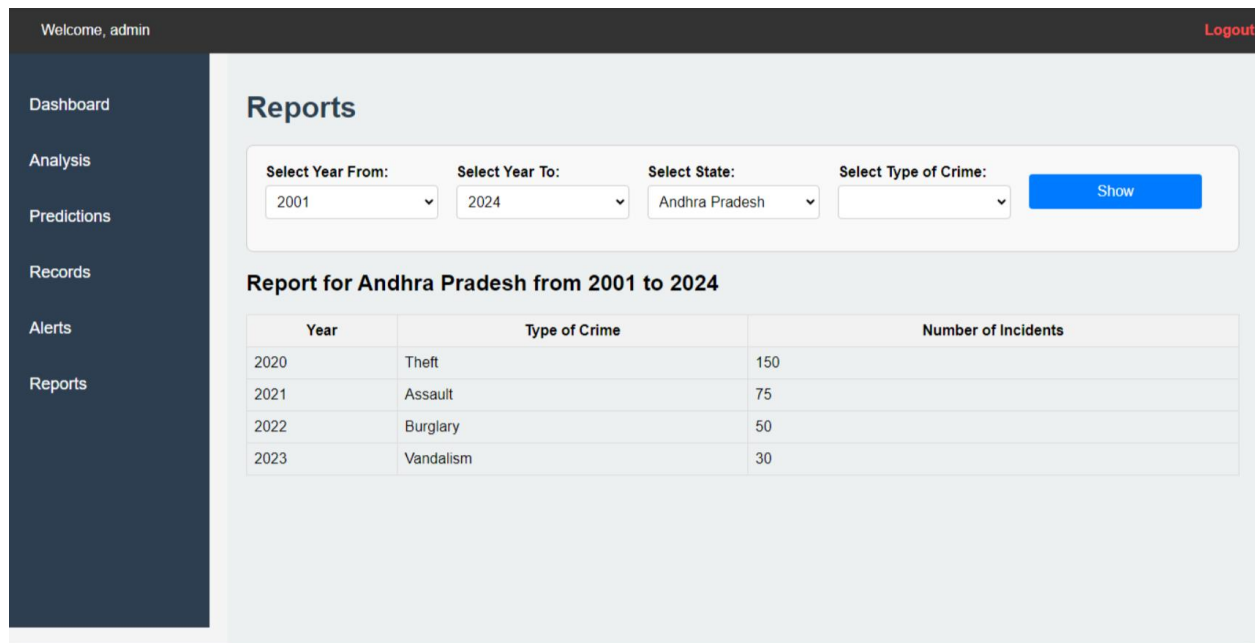 Welcome, admin
Logout
Dashboard
Analysis
Predictions
Records
Alerts
Reports
Reports
Select Year From: Select Year To: Select State: Select Type of Crime:
2001 2024 Andhra Pradesh Show
Report for Andhra Pradesh from 2001 to 2024
Year Type of Crime Number of Incidents
2020 Theft 150
2021 Assault 75
2022 Burglary 50
2023 Vandalism 30